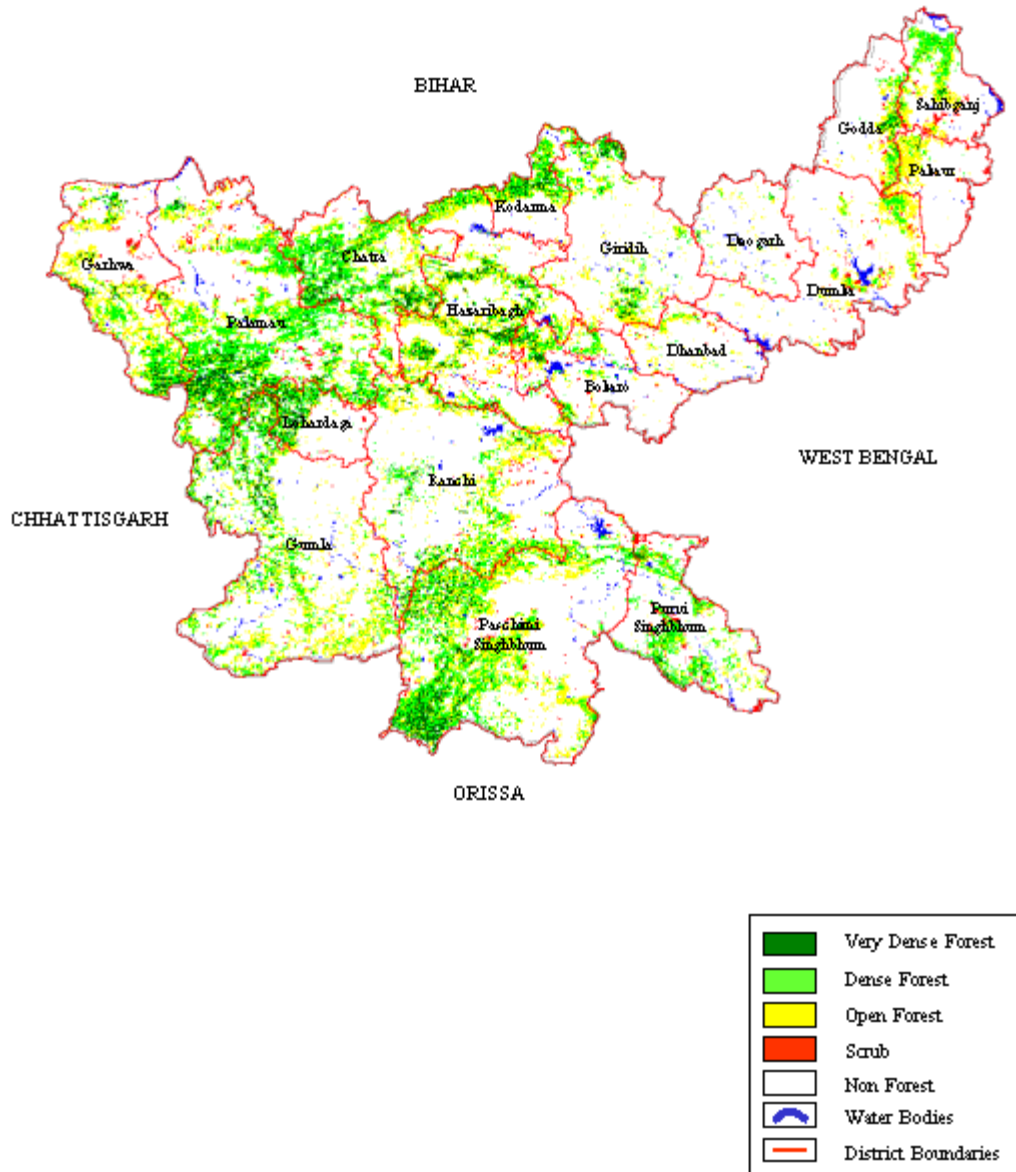 BIHAR
Sahibganj
Godda
Pakaur
Kodarma
Giridih
Deogarh
Chatra
Garhwa
Dumka
Hazaribagh
Palamau
Dhanbad
Bokaro
Lohardaga
WEST BENGAL
Ranchi
CHHATTISGARH
Gumla
Purvi
Singhbhum
Paschimi
Singhbhum
ORISSA
Very Dense Forest
Dense Forest
Open Forest
Scrub
Non Forest
Water Bodies
District Boundaries